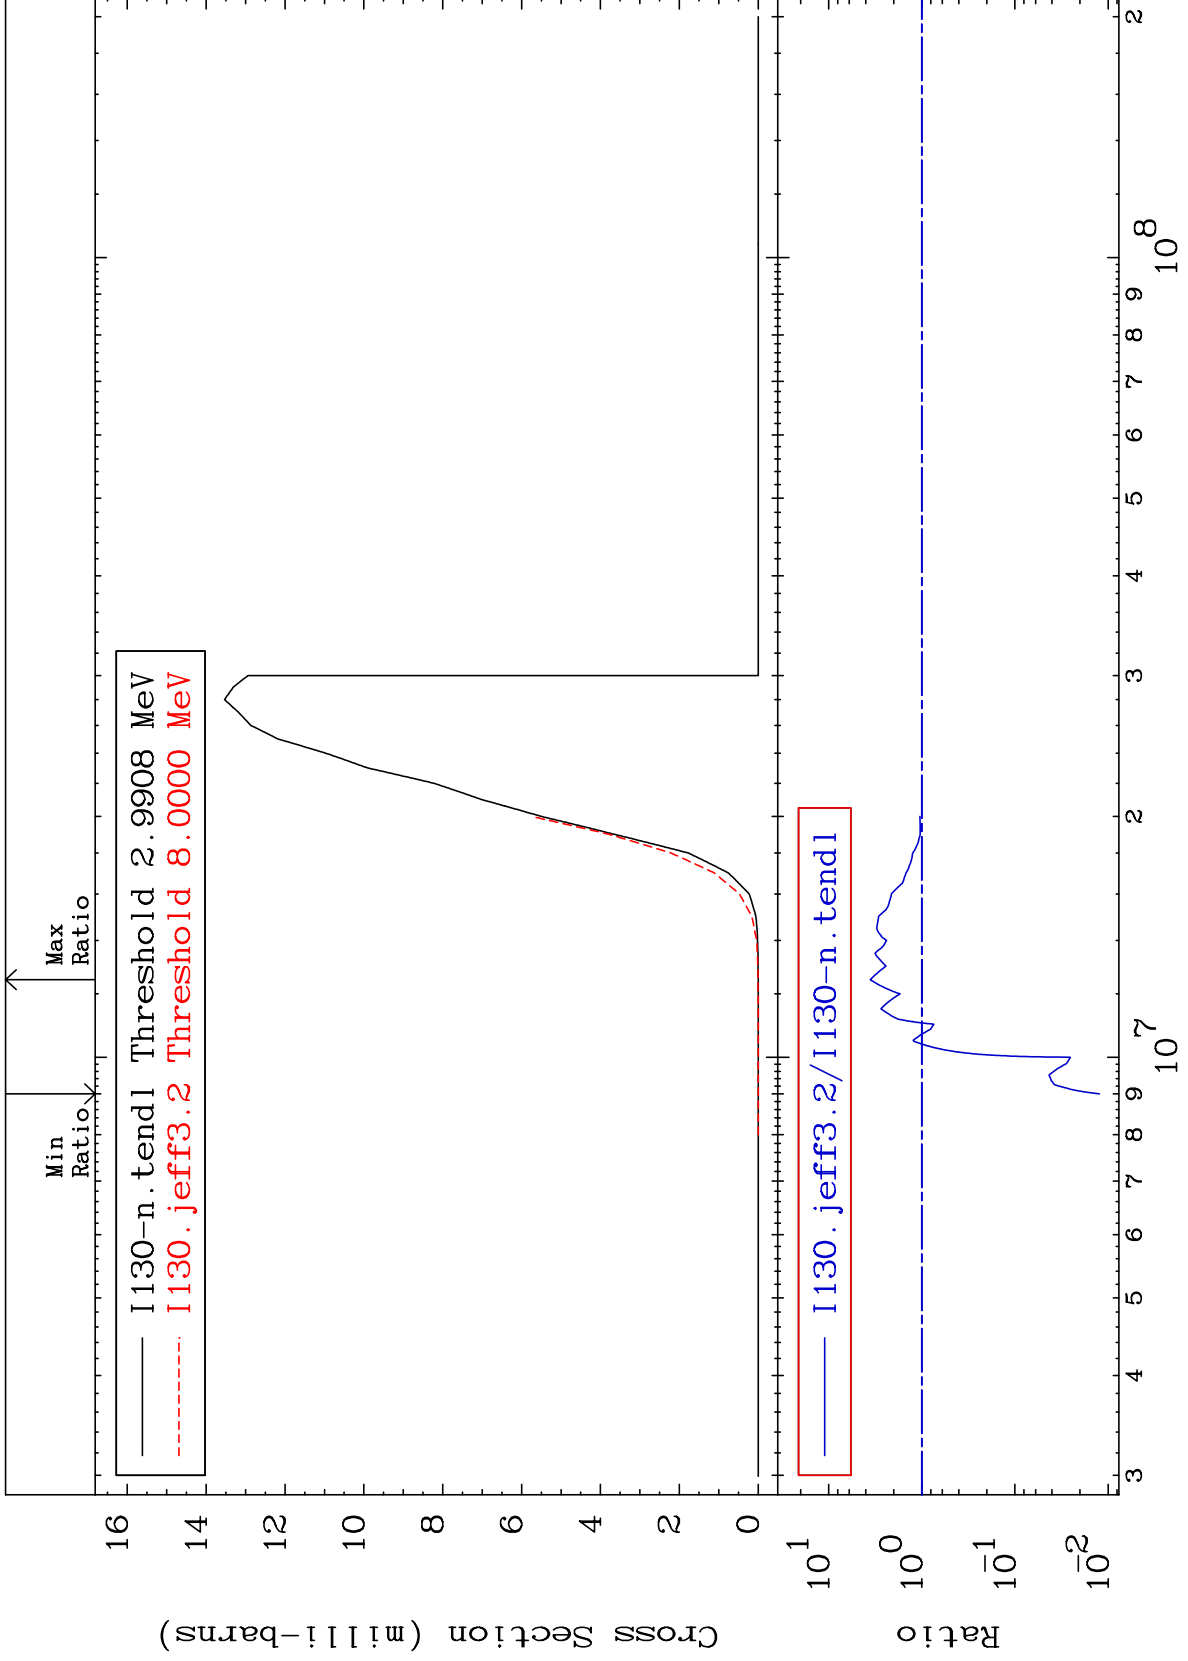 Min
Ratio
Max
Ratio
I130-n.tendl Threshold 2.9908 MeV
I130.jeff3.2 Threshold 8.0000 MeV
Cross Section (milli-barns)
16
14
12
10
8
6
4
2
0
I130.jeff3.2/I130-n.tendl
Ratio
10 1
10 0
10 -1
10 -2
3 4 5 6 7 8 9 2 3 4 5 6 7 8 9 2
10 7 10 8